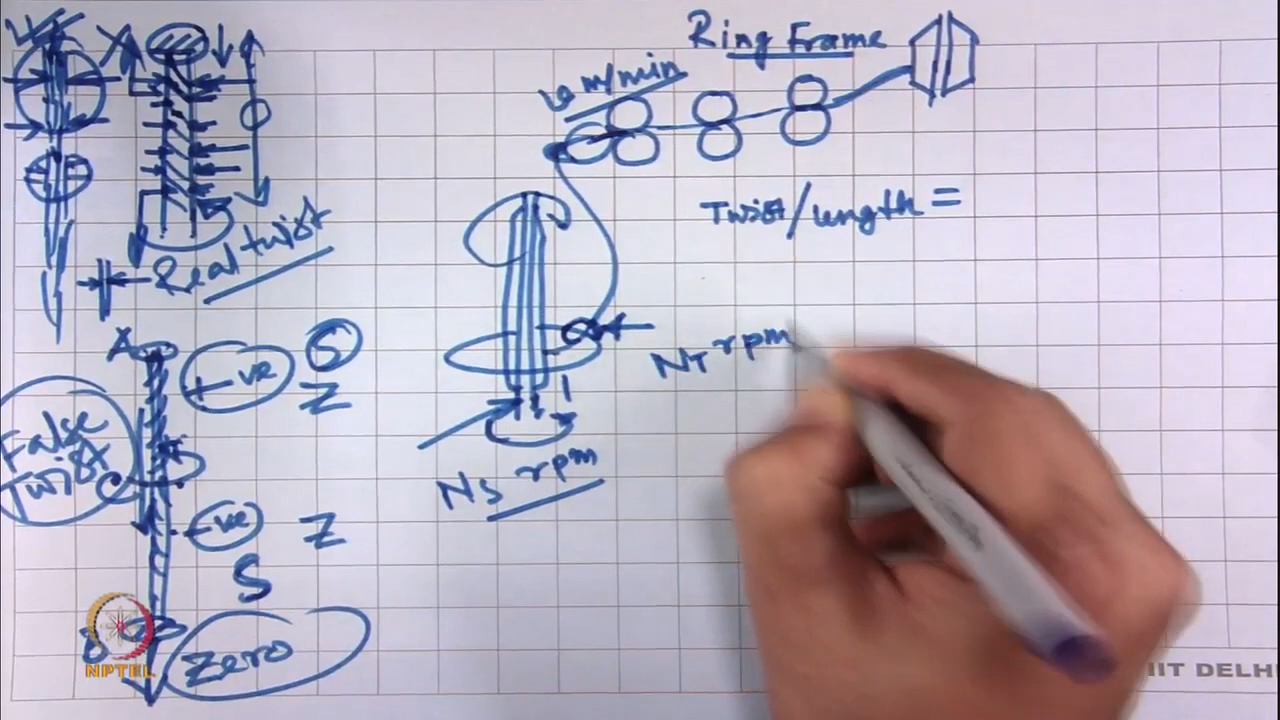 Ring Frame
m/min
Twist/length =
Real twist
A
+ve
S
Z
NT rpm
False
Twist
Ns rpm
-ve
Z
S
B
Zero
NPTEL
IIT DELHI